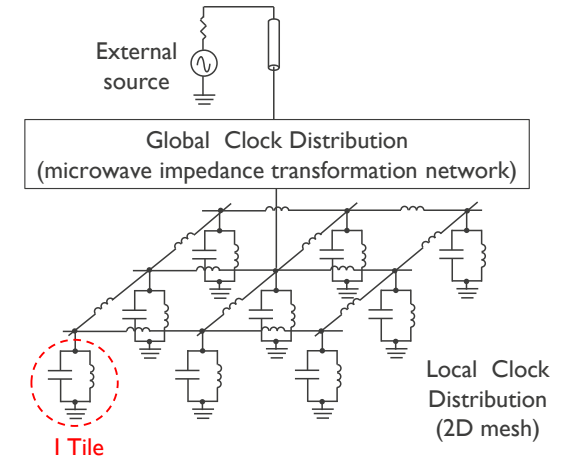 External
source
Global Clock Distribution
(microwave impedance transformation network)
Local Clock
Distribution
(2D mesh)
1 Tile